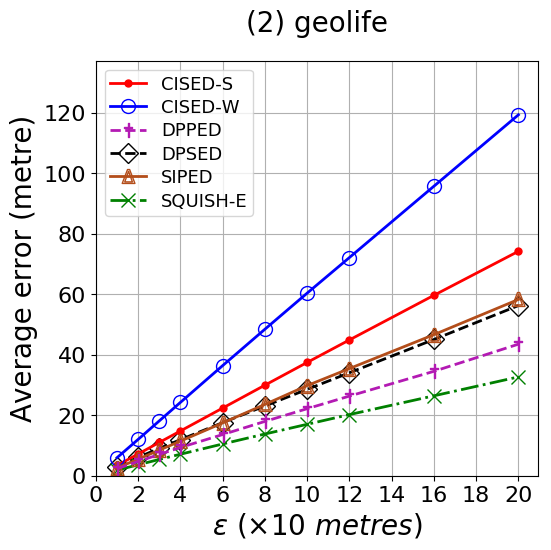 (2) geolife
Average error (metre)
120
100
80
60
40
20
0
CISED-S
CISED-W
DPPED
DPSED
SIPED
SQUISH-E
0 2 4 6 8 10 12 14 16 18 20
ε (×10 metres)